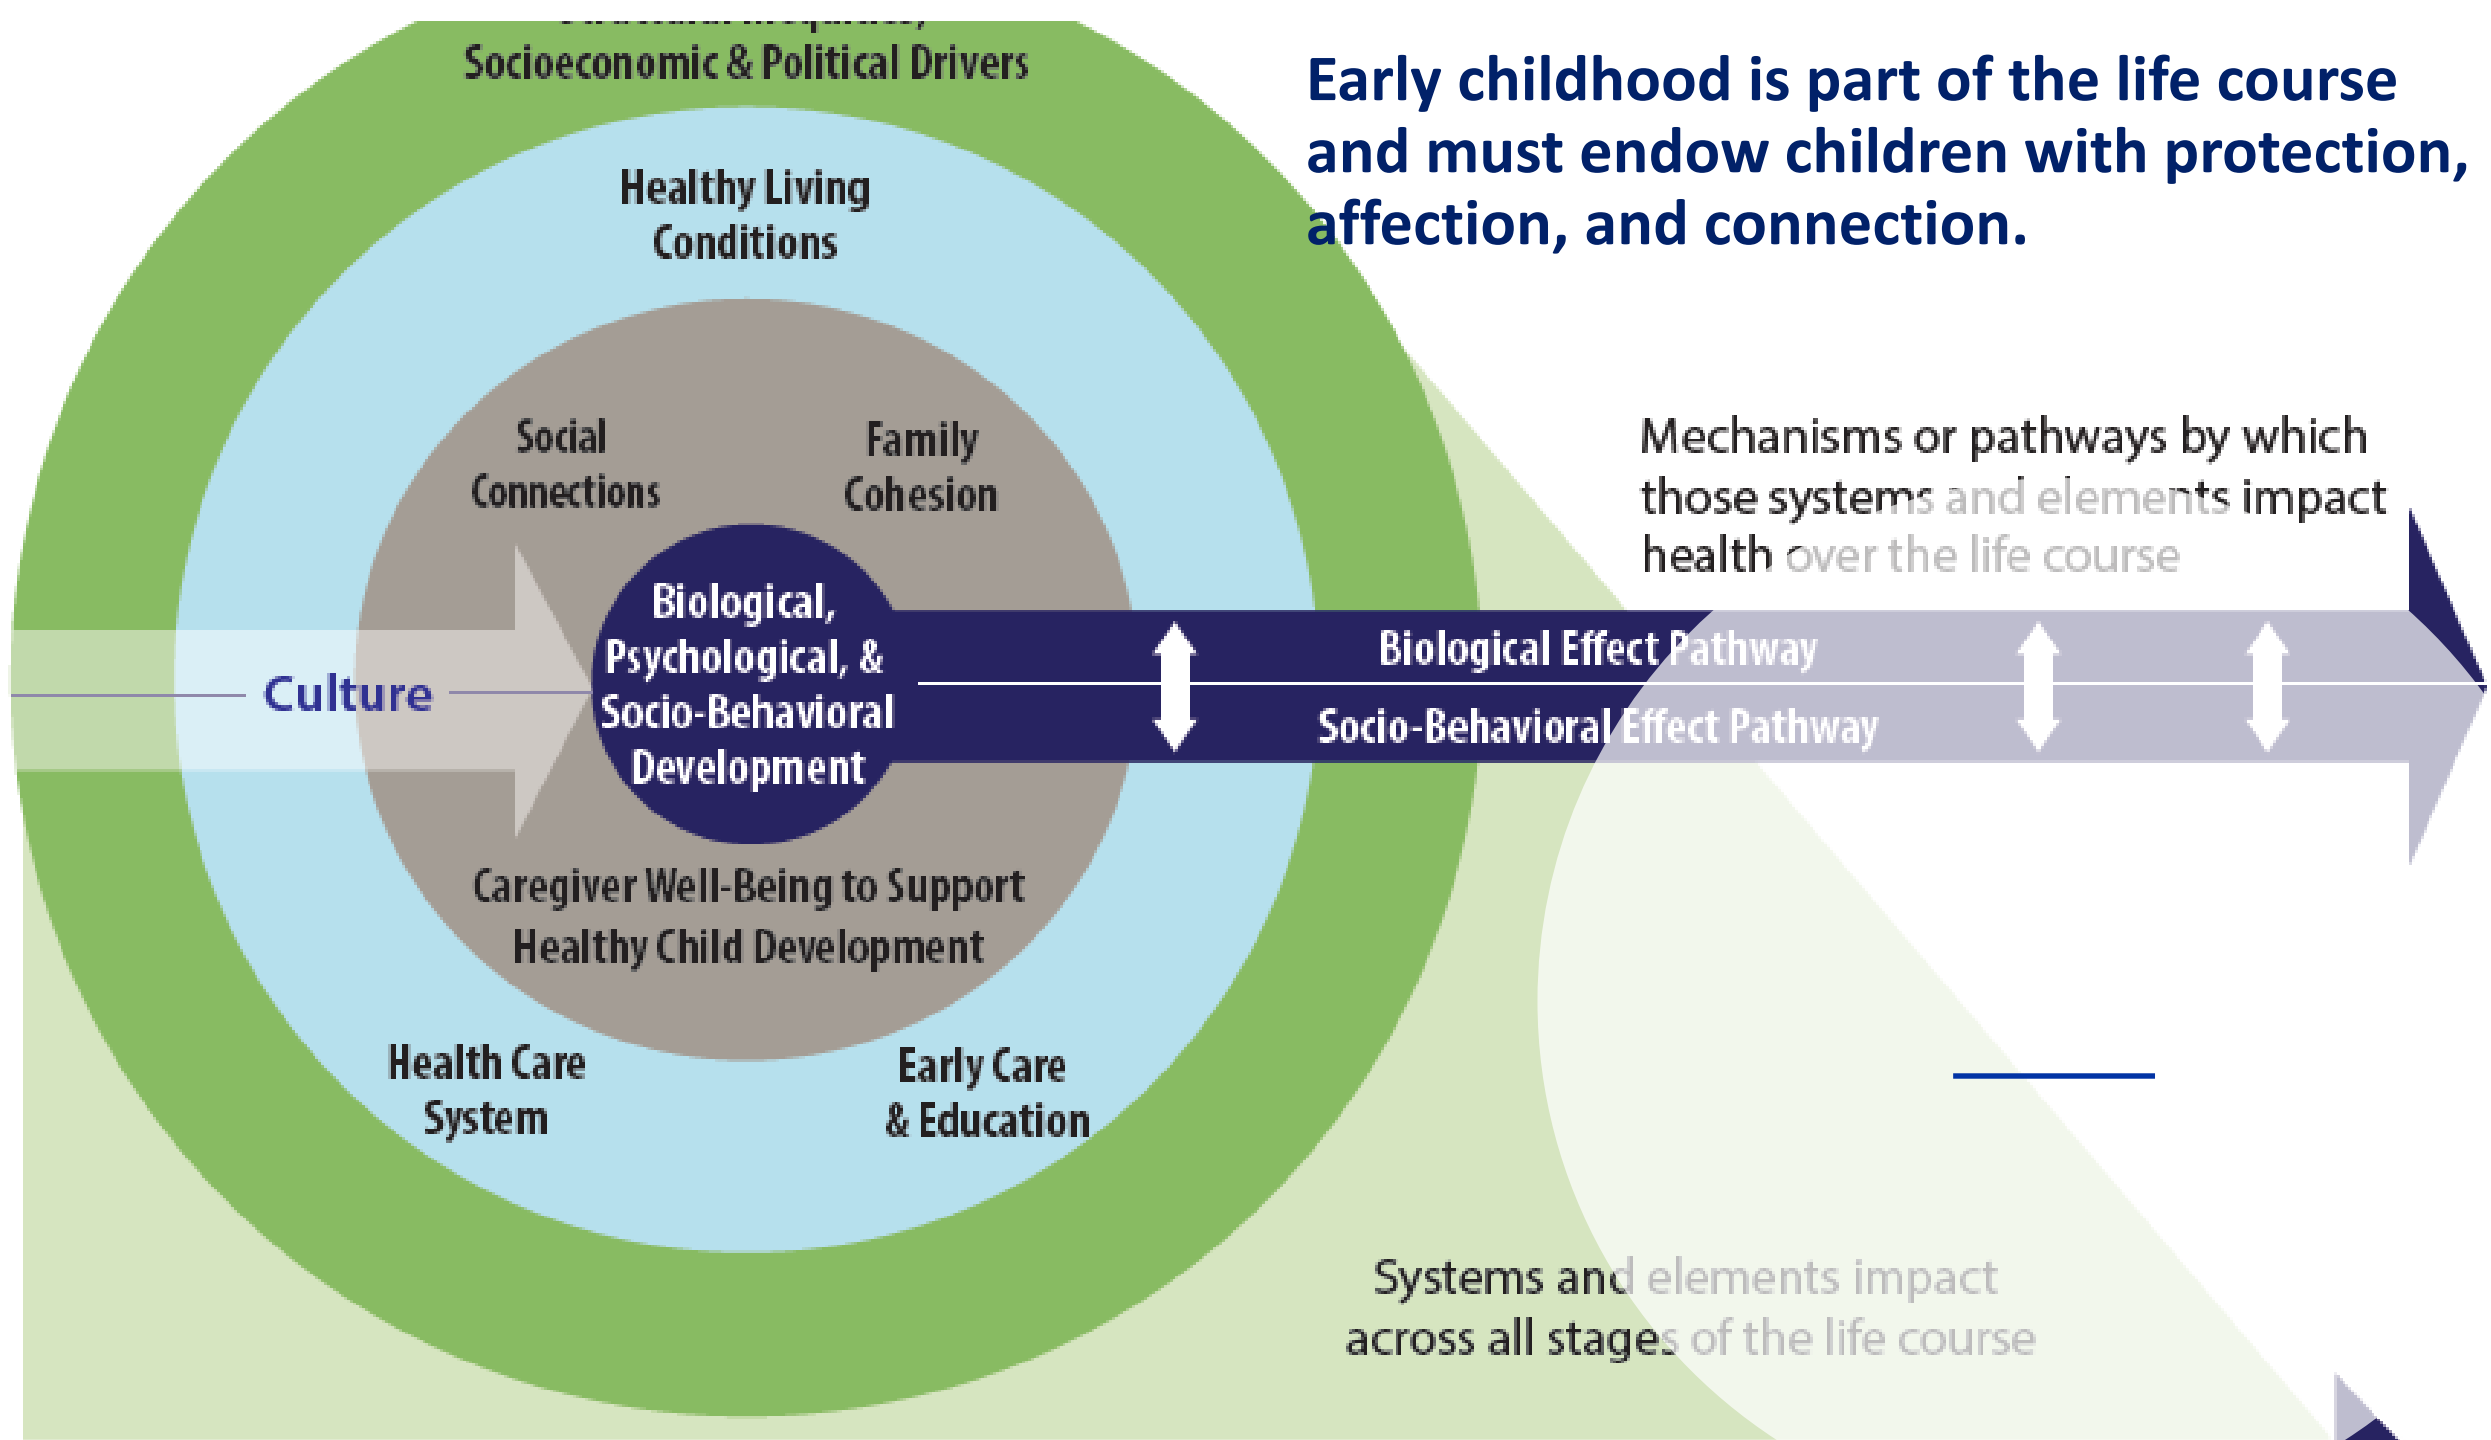 Socioeconomic & Political Drivers
Early childhood is part of the life course
and must endow children with protection,
affection, and connection.
Healthy Living
Conditions
Social
Connections
Family
Cohesion
Mechanisms or pathways by which
those systems and elements impact
health over the life course
Culture
Biological,
Psychological, &
Socio-Behavioral
Development
Biological Effect Pathway
Socio-Behavioral Effect Pathway
Caregiver Well-Being to Support
Healthy Child Development
Health Care
System
Early Care
& Education
Systems and elements impact
across all stages of the life course